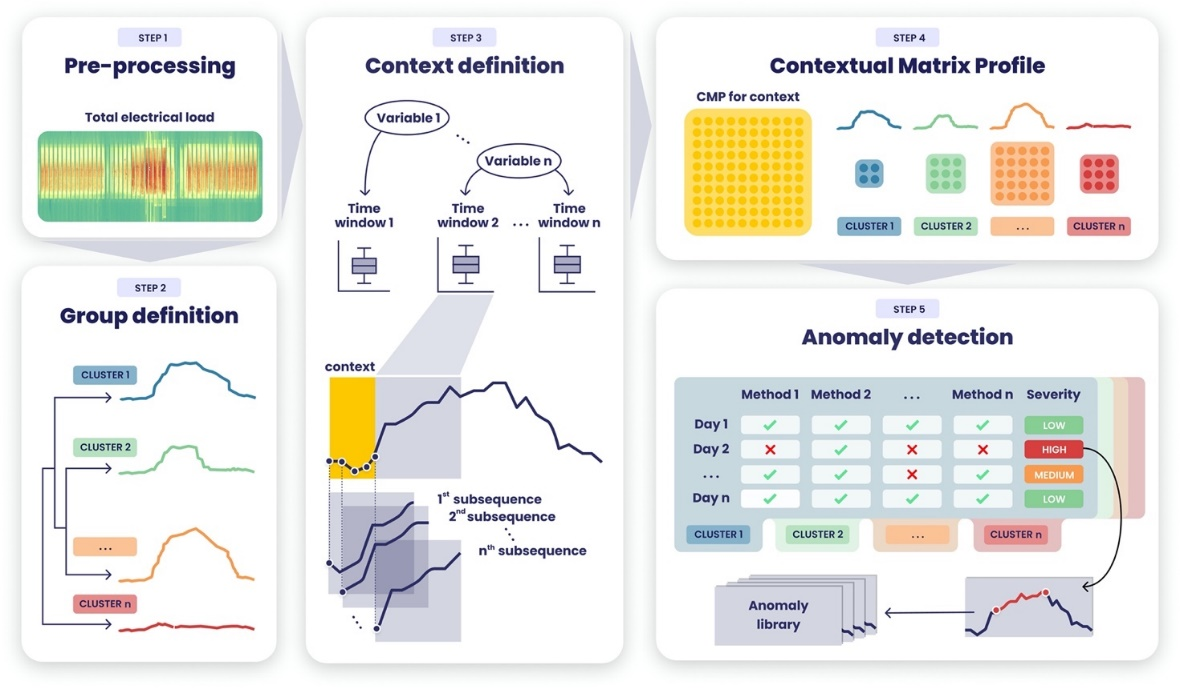 STEP 1
Pre-processing
Total electrical load
STEP 2
Group definition
CLUSTER 1
CLUSTER 2
...
CLUSTER n
STEP 3
Context definition
Variable 1
...
Variable n
Time
window 1
Time
window 2
...
Time
window n
context
1st subsequence
2nd subsequence
...
nth subsequence
...
STEP 4
Contextual Matrix Profile
CMP for context
CLUSTER 1
CLUSTER 2
...
CLUSTER n
STEP 5
Anomaly detection
Method 1 Method 2 ... Method n Severity
Day 1 LOW
Day 2 HIGH
... MEDIUM
Day n LOW
CLUSTER 1
CLUSTER 2
...
CLUSTER n
Anomaly
library